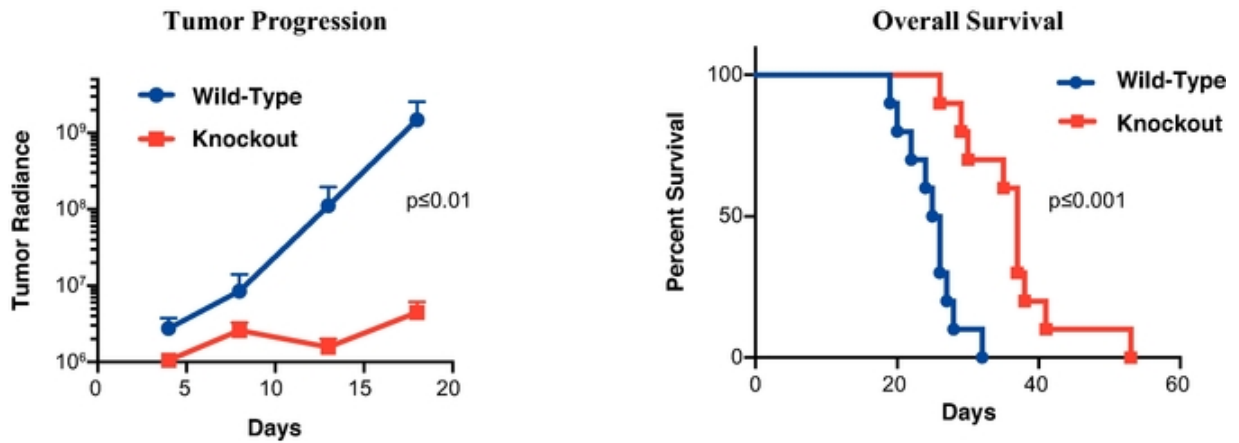 Tumor Progression
Wild-Type
Knockout
10⁹
10⁸
10⁷
10⁶
p≤0.01
Tumor Radiance
0 5 10 15 20
Days
Overall Survival
Wild-Type
Knockout
100
50
0
p≤0.001
Percent Survival
0 20 40 60
Days